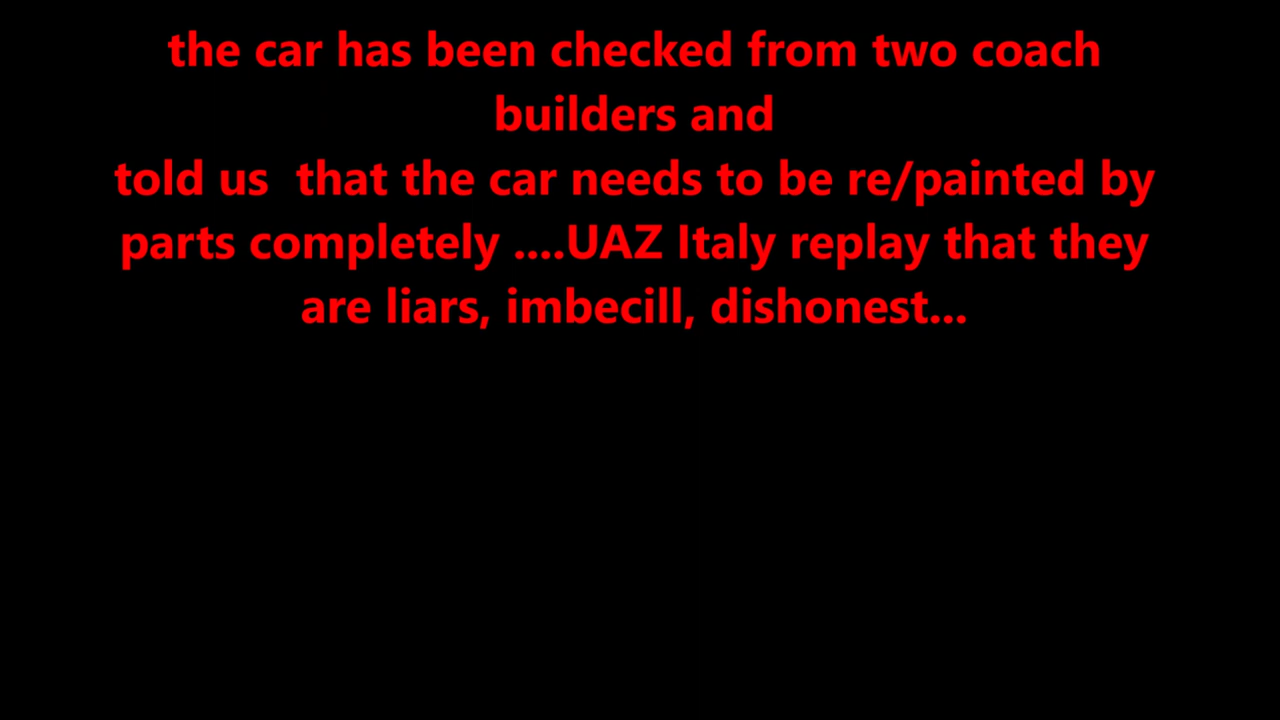 the car has been checked from two coach
builders and
told us  that the car needs to be re/painted by
parts completely ....UAZ Italy replay that they
are liars, imbecill, dishonest...